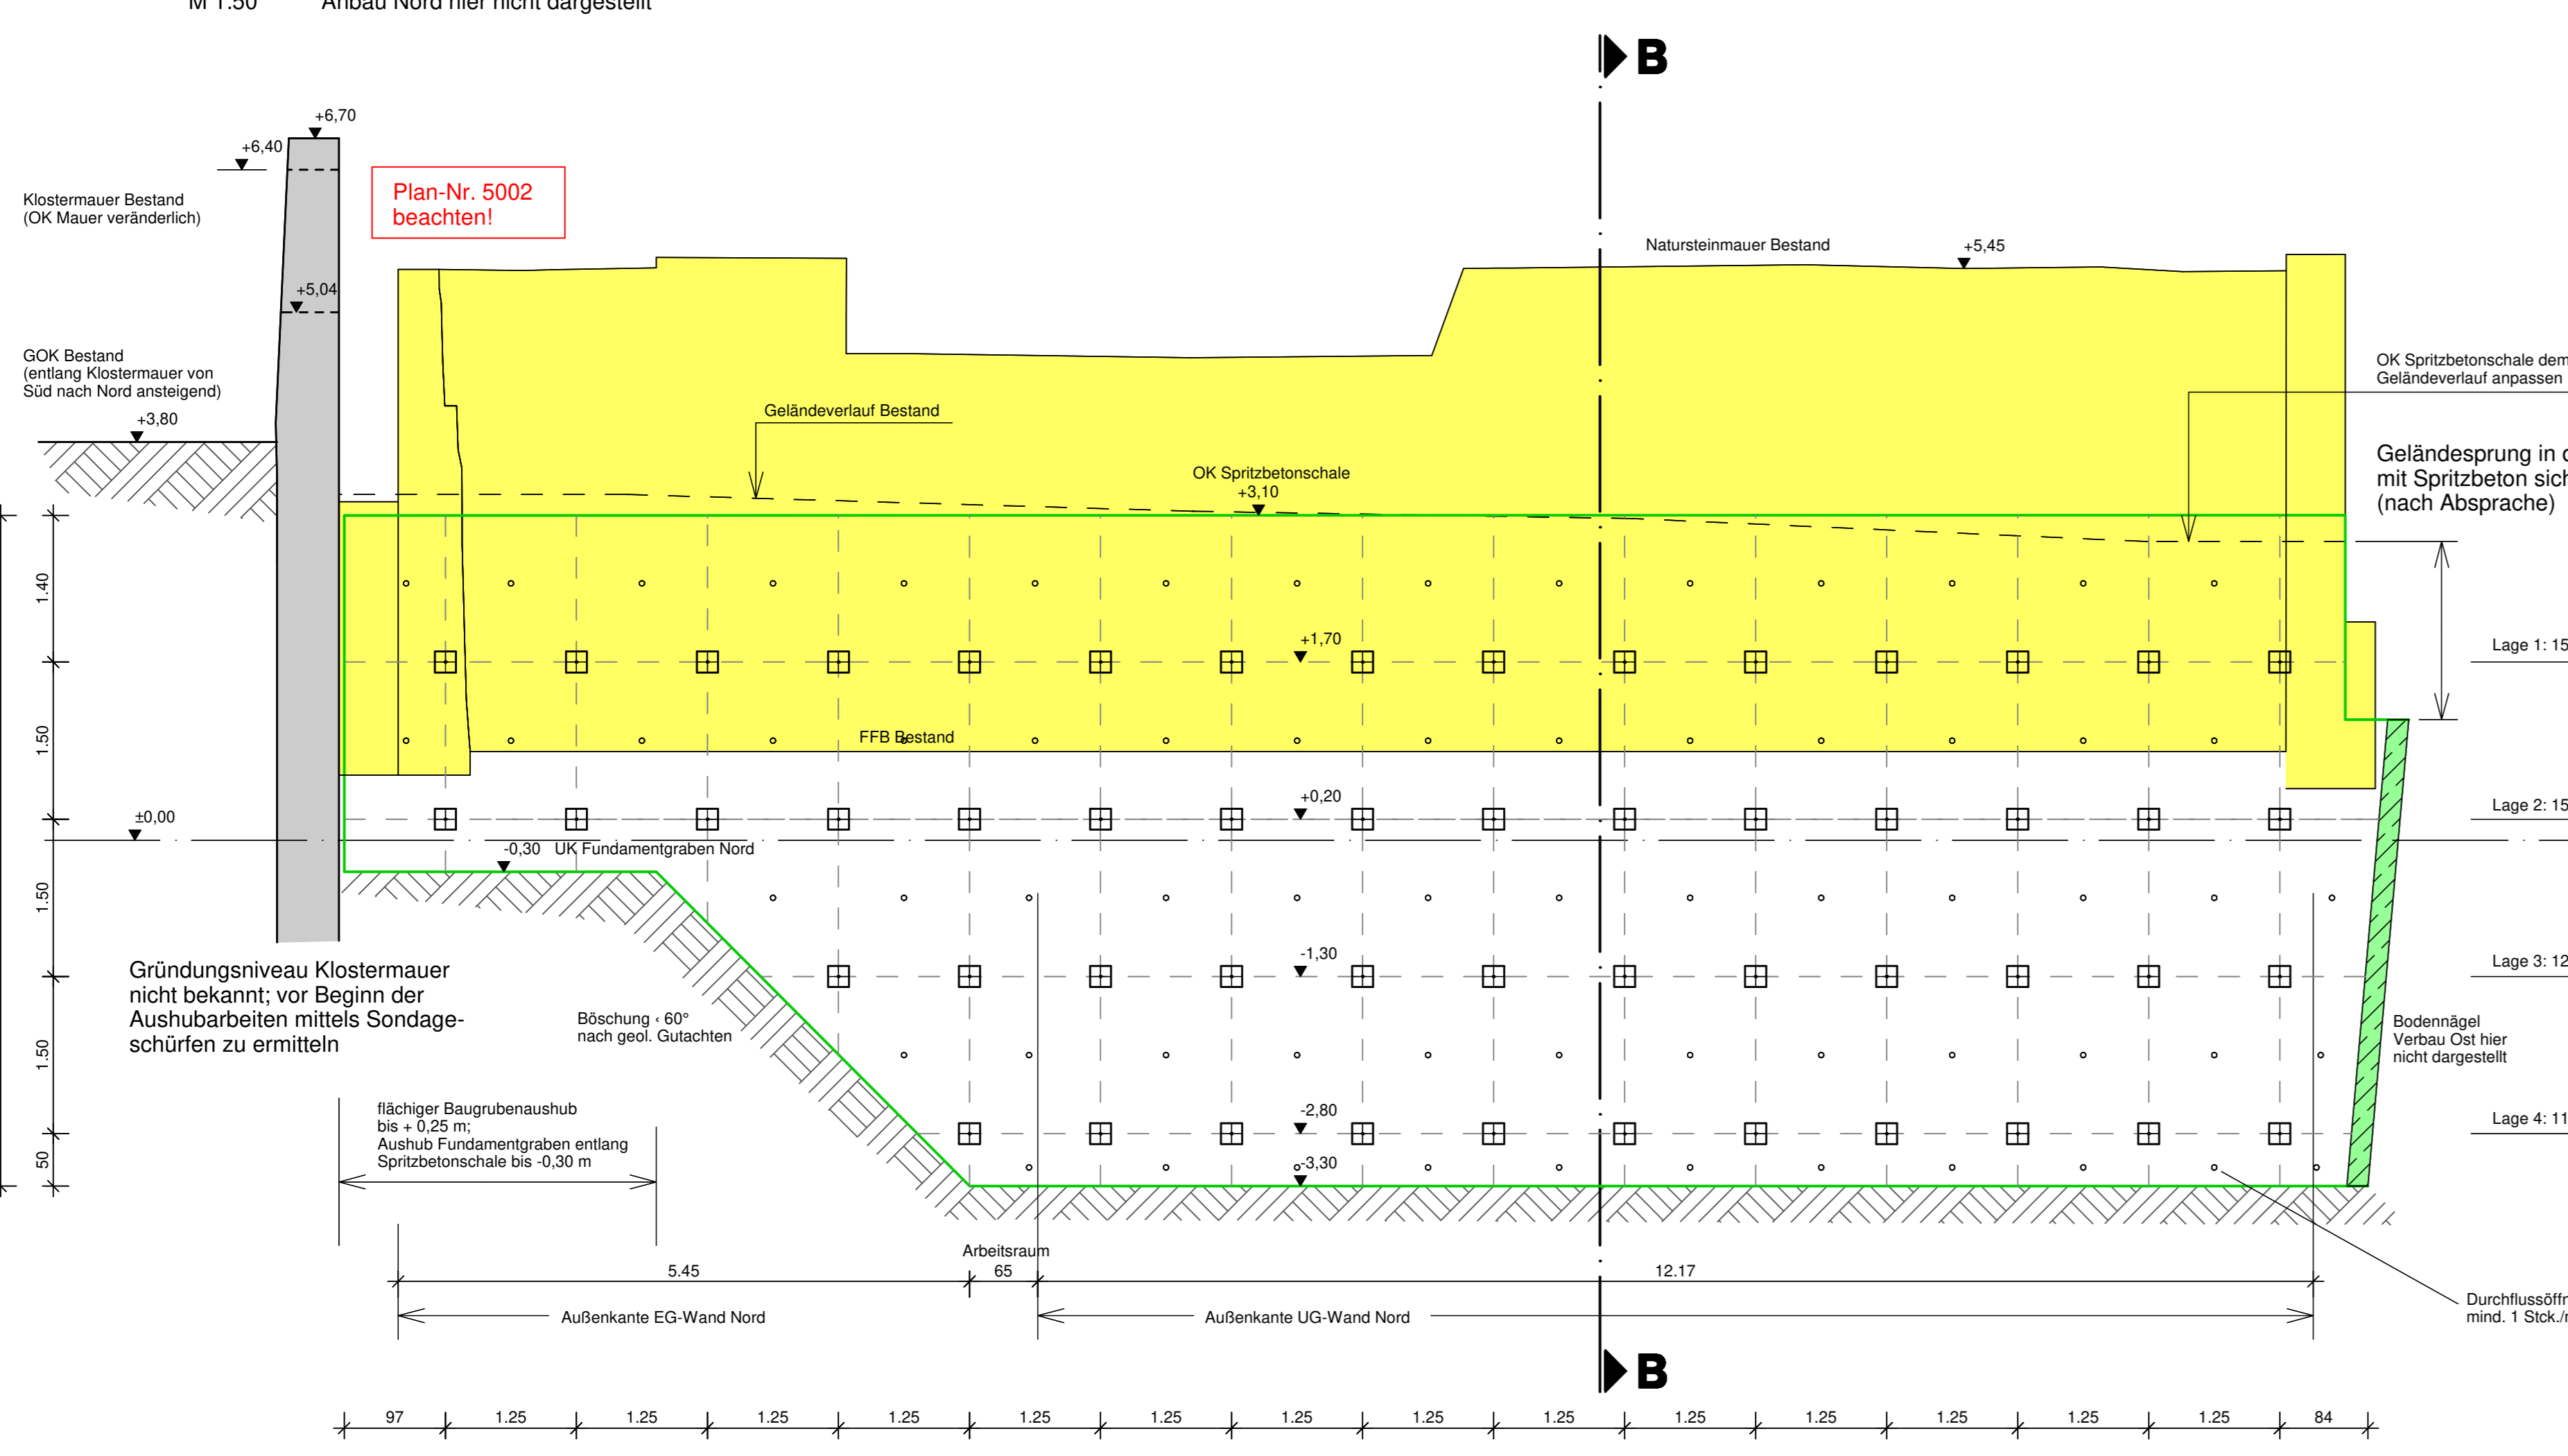 M 1:50 Anbau Nord hier nicht dargestellt
B
+6,70
+6,40
Klostermauer Bestand
(OK Mauer veränderlich)
Plan-Nr. 5002
beachten!
Natursteinmauer Bestand
+5,45
+5,04
GOK Bestand
(entlang Klostermauer von
Süd nach Nord ansteigend)
+3,80
OK Spritzbetonschale dem
Geländeverlauf anpassen
Geländeverlauf Bestand
Geländesprung in
mit Spritzbeton
(nach Absprache)
OK Spritzbetonschale
+3,10
1.40
+1,70
Lage 1: 15
1.50
FFB Bestand
+0,20
Lage 2: 15
±0,00
-0,30 UK Fundamentgraben Nord
1.50
-1,30
Lage 3: 12
Gründungsniveau Klostermauer
nicht bekannt; vor Beginn der
Aushubarbeiten mittels Sondage-
schürfen zu ermitteln
Böschung ‹ 60°
nach geol. Gutachten
1.50
Bodennägel
Verbau Ost hier
nicht dargestellt
flächiger Baugrubenaushub
bis + 0,25 m;
Aushub Fundamentgraben entlang
Spritzbetonschale bis -0,30 m
-2,80
Lage 4: 11
50
-3,30
Arbeitsraum
5.45 65 12.17
Außenkante EG-Wand Nord
Außenkante UG-Wand Nord
mind. 1
B
97 1.25 1.25 1.25 1.25 1.25 1.25 1.25 1.25 1.25 1.25 1.25 1.25 1.25 1.25 84